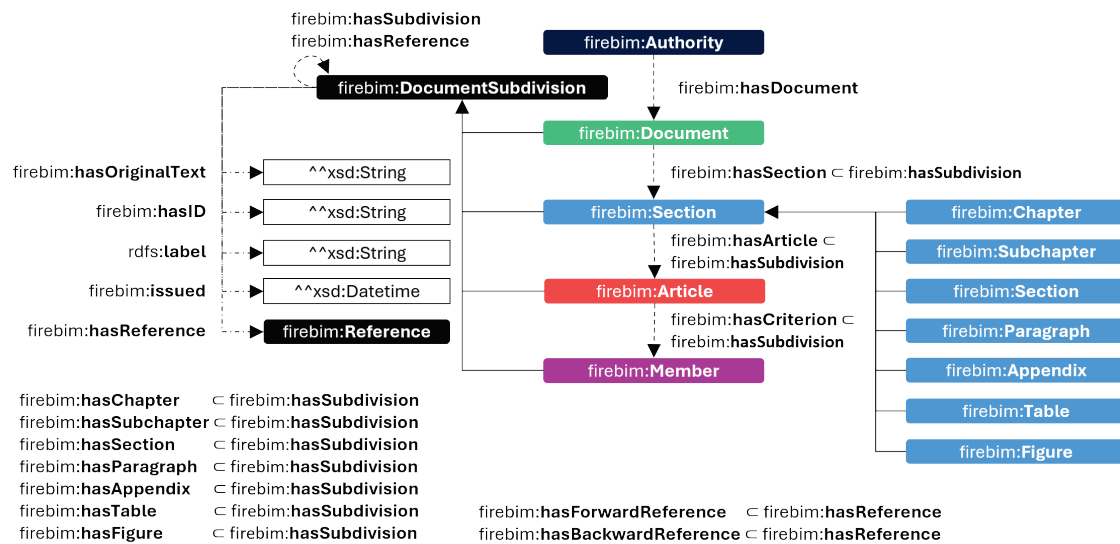 firebim:hasSubdivision
firebim:hasReference
firebim:Authority
firebim:DocumentSubdivision
firebim:hasDocument
firebim:Document
firebim:hasOriginalText
^^xsd:String
firebim:hasSection ⊂ firebim:hasSubdivision
firebim:hasID
^^xsd:String
firebim:Section
firebim:Chapter
firebim:hasArticle ⊂
firebim:hasSubdivision
rdfs:label
^^xsd:String
firebim:Subchapter
firebim:issued
^^xsd:Datetime
firebim:Article
firebim:Section
firebim:hasReference
firebim:Reference
firebim:hasCriterion ⊂
firebim:hasSubdivision
firebim:Paragraph
firebim:Member
firebim:Appendix
firebim:Table
firebim:Figure
firebim:hasChapter ⊂ firebim:hasSubdivision
firebim:hasSubchapter ⊂ firebim:hasSubdivision
firebim:hasSection ⊂ firebim:hasSubdivision
firebim:hasParagraph ⊂ firebim:hasSubdivision
firebim:hasAppendix ⊂ firebim:hasSubdivision
firebim:hasTable ⊂ firebim:hasSubdivision
firebim:hasFigure ⊂ firebim:hasSubdivision
firebim:hasForwardReference ⊂ firebim:hasReference
firebim:hasBackwardReference ⊂ firebim:hasReference